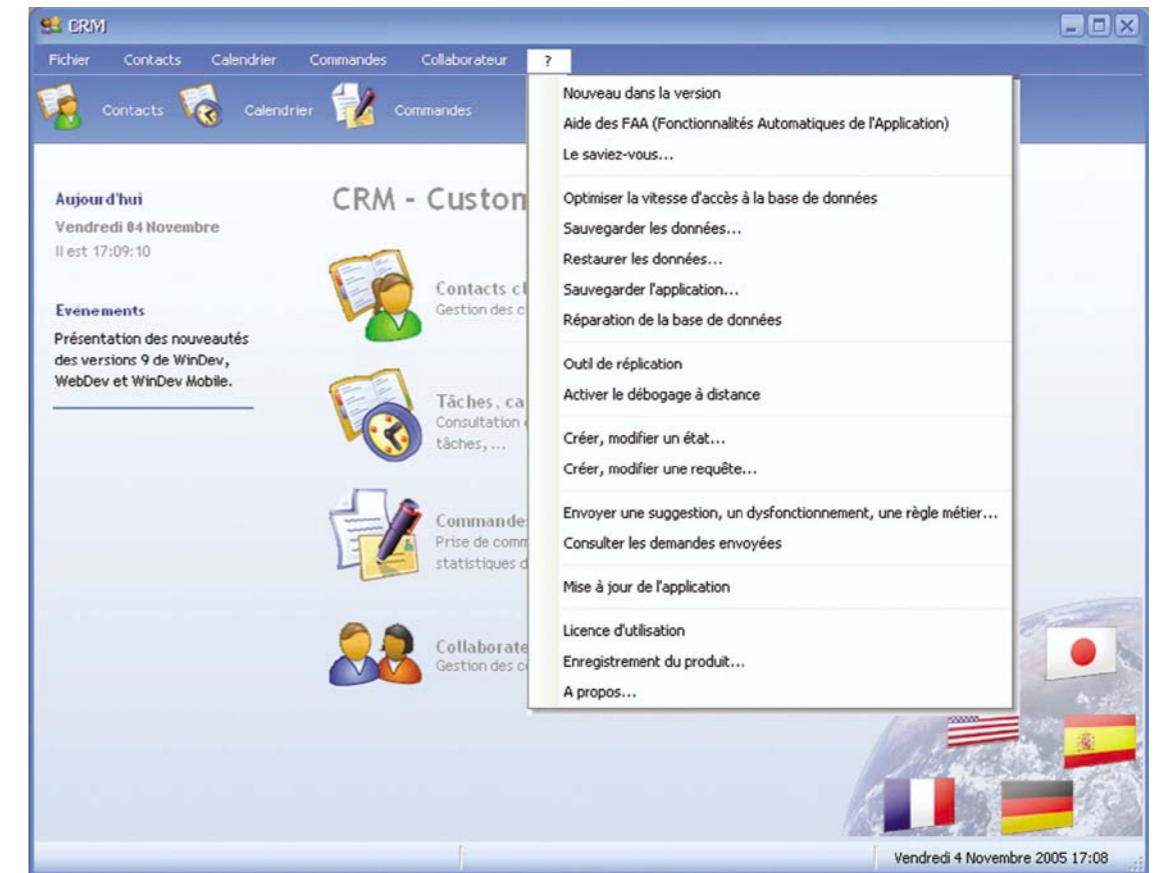 CRM
Fichier Contacts Calendrier Commandes Collaborateur ?
Contacts Calendrier Commandes
Nouveau dans la version
Aide des FAA (Fonctionnalités Automatiques de l'Application)
Le saviez-vous...
Optimiser la vitesse d'accès à la base de données
Sauvegarder les données...
Restaurer les données...
Sauvegarder l'application...
Réparation de la base de données
Outil de réplication
Activer le débogage à distance
Créer, modifier un état...
Créer, modifier une requête...
Envoyer une suggestion, un dysfonctionnement, une règle métier...
Consulter les demandes envoyées
Mise à jour de l'application
Licence d'utilisation
Enregistrement du produit...
A propos...
Aujourd'hui
Vendredi 04 Novembre
Il est 17:09:10
Evénements
Présentation des nouveautés
des versions 9 de WinDev,
WebDev et WinDev Mobile.
CRM - Custom
Contacts cl
Gestion des c
Tâches, ca
Consultation
tâches, ...
Commande
Prise de comm
statistiques d
Collaborate
Gestion des c
Vendredi 4 Novembre 2005 17:08